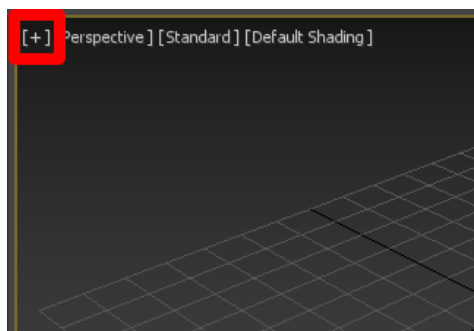 [+] Perspective ] [Standard ] [Default Shading ]